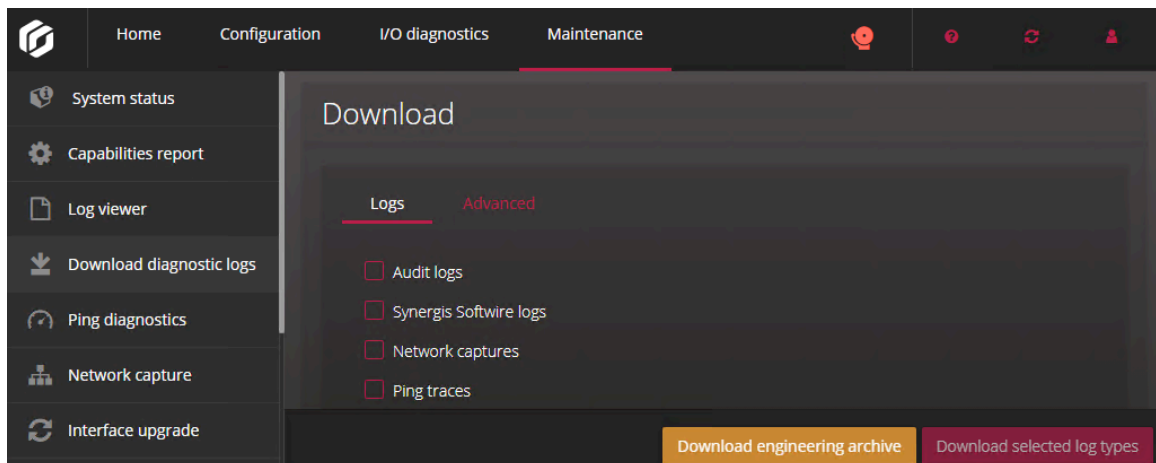 Home Configuration I/O diagnostics Maintenance
System status
Capabilities report
Log viewer
Download diagnostic logs
Ping diagnostics
Network capture
Interface upgrade
Download
Logs Advanced
Audit logs
Synergis Softwire logs
Network captures
Ping traces
Download engineering archive Download selected log types